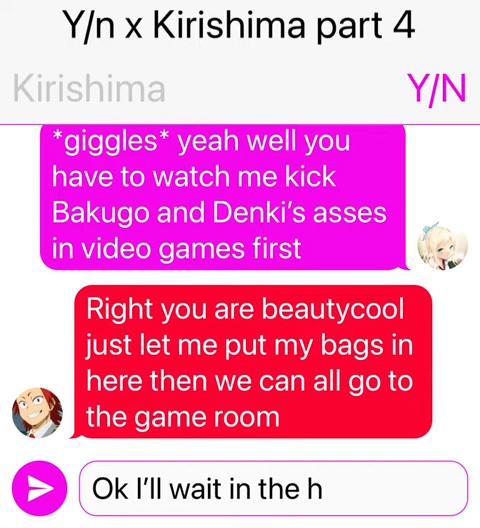 Y/n x Kirishima part 4
Kirishima
Y/N
*giggles* yeah well you
have to watch me kick
Bakugo and Denki’s asses
in video games first
Right you are beautycool
just let me put my bags in
here then we can all go to
the game room
Ok I’ll wait in the h